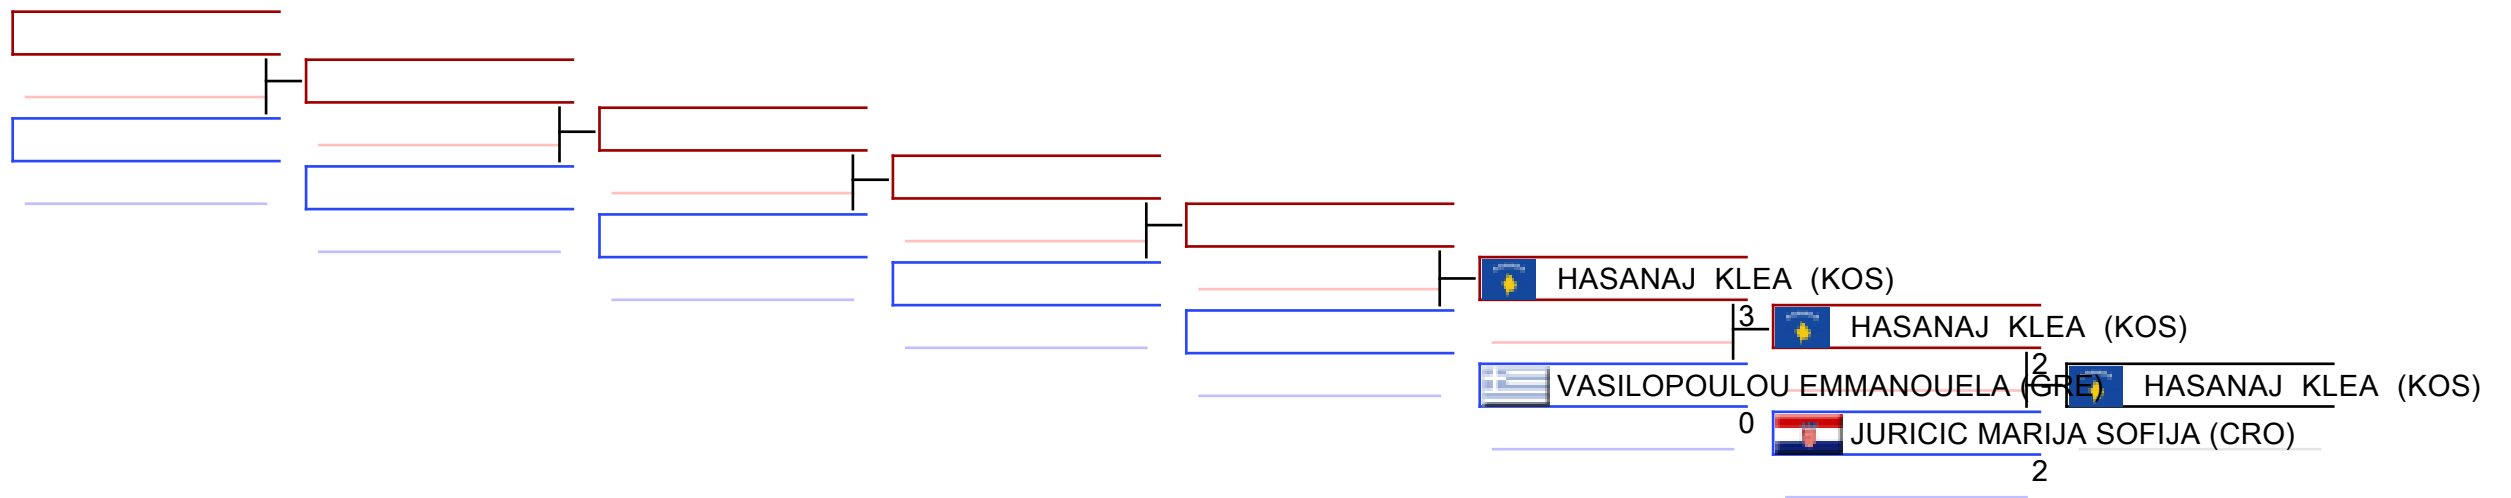 HASANAJ KLEA (KOS)
3
HASANAJ KLEA (KOS)
2
VASILOPOULOU EMMANOUELA (GRE)
HASANAJ KLEA (KOS)
0
JURICIC MARIJA SOFIJA (CRO)
2